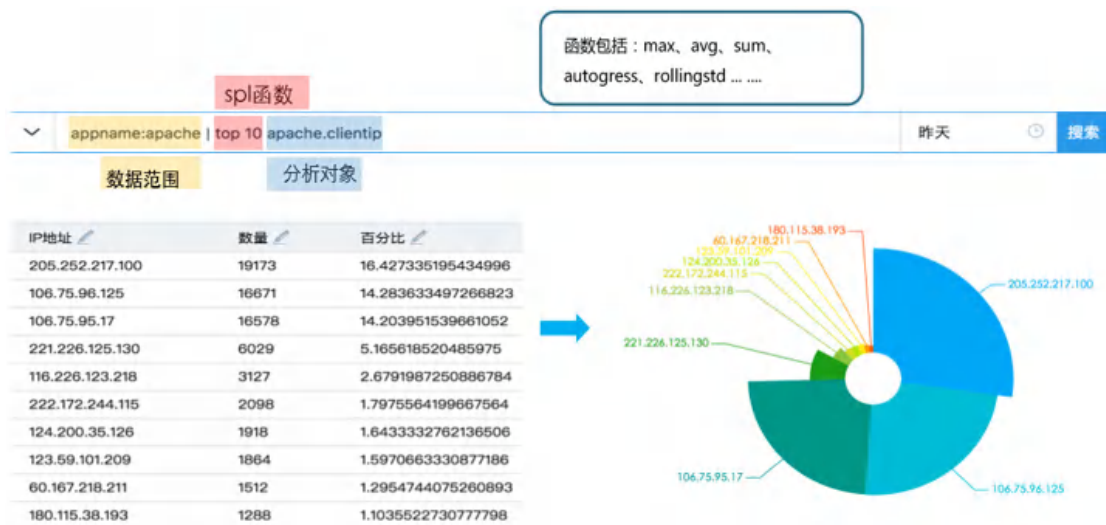 函数包括：max、avg、sum、
autogress、rollingstd ... ....
spl函数
appname:apache | top 10 apache.clientip
昨天
搜索
数据范围
分析对象
IP地址 数量 百分比
205.252.217.100 19173 16.427335195434996
106.75.96.125 16671 14.283633497266823
106.75.95.17 16578 14.203951539661052
221.226.125.130 6029 5.165618520485975
116.226.123.218 3127 2.6791987250886784
222.172.244.115 2098 1.7975564199667564
124.200.35.126 1918 1.64333332762136506
123.59.101.209 1864 1.5970663330877186
60.167.218.211 1512 1.2954744075260893
180.115.38.193 1288 1.1035522730777798
180.115.38.193
60.167.218.211
123.59.101.209
124.200.35.126
222.172.244.115
116.226.123.218
221.226.125.130
205.252.217.100
106.75.95.17
106.75.96.125